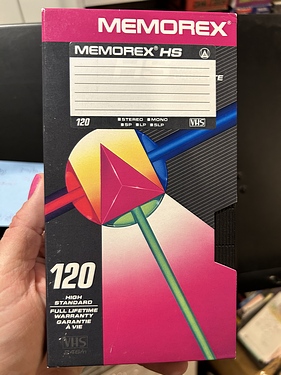 MEMOREX®
MEMOREX® HS
120
STEREO MONO
SP LP SLP
VHS
120
HIGH
STANDARD
FULL LIFETIME
WARRANTY
GARANTIE
À VIE
VHS